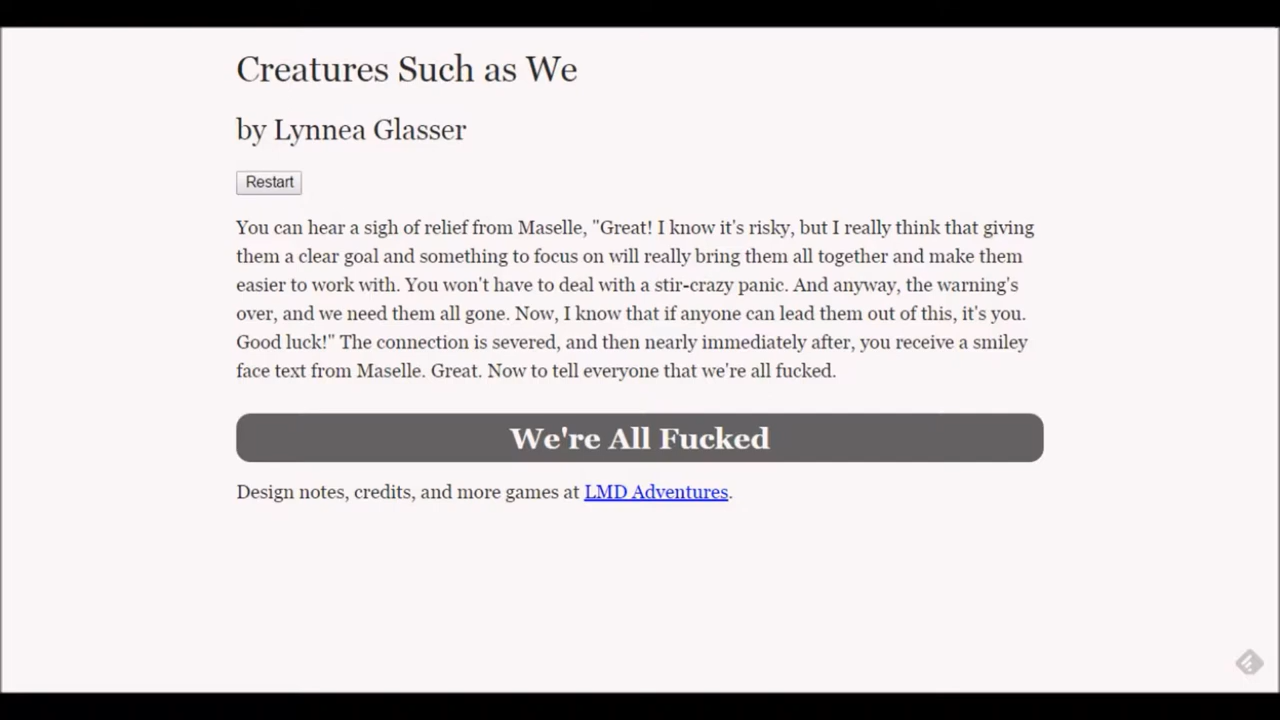 Creatures Such as We
by Lynnea Glasser
Restart
You can hear a sigh of relief from Maselle, "Great! I know it's risky, but I really think that giving
them a clear goal and something to focus on will really bring them all together and make them
easier to work with. You won't have to deal with a stir-crazy panic. And anyway, the warning's
over, and we need them all gone. Now, I know that if anyone can lead them out of this, it's you.
Good luck!" The connection is severed, and then nearly immediately after, you receive a smiley
face text from Maselle. Great. Now to tell everyone that we're all fucked.
We're All Fucked
Design notes, credits, and more games at LMD Adventures.